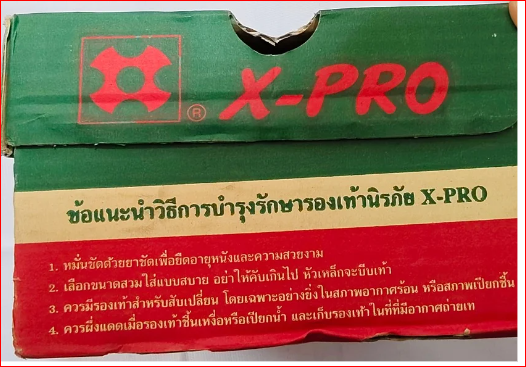 ® X-PRO
ข้อแนะนำวิธีการบำรุงรักษารองเท้านิรภัย X-PRO
1. หมั่นขัดด้วยยาขัดเพื่อยืดอายุหนังและความสวยงาม
2. เลือกขนาดสวมใส่แบบสบาย อย่าให้คับเกินไป หัวเหล็กจะบีบเท้า
3. ควรมีรองเท้าสำหรับสับเปลี่ยน โดยเฉพาะอย่างยิ่งในสภาพอากาศร้อน หรือสภาพเปียกชื้น
4. ควรผึ่งแดดเมื่อรองเท้าชื้นเหงื่อหรือเปียกน้ำ และเก็บรองเท้าในที่ที่มีอากาศถ่ายเท